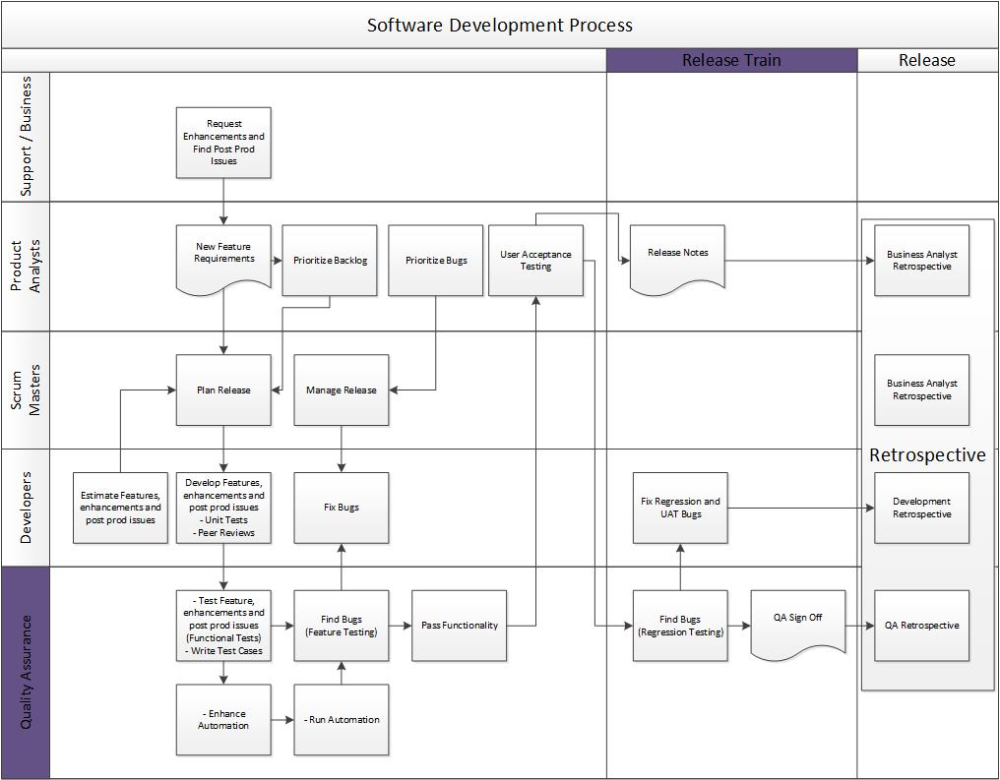 Software Development Process
Release Train
Release
Support / Business
Request
Enhancements and
Find Post Prod
Issues
Product
Analysts
New Feature
Requirements
Prioritize Backlog
Prioritize Bugs
User Acceptance
Testing
Release Notes
Business Analyst
Retrospective
Scrum
Masters
Plan Release
Manage Release
Business Analyst
Retrospective
Retrospective
Developers
Estimate Features,
enhancements and
post prod issues
Develop Features,
enhancements and
post prod issues
- Unit Tests
- Peer Reviews
Fix Bugs
Fix Regression and
UAT Bugs
Development
Retrospective
Quality Assurance
- Test Feature,
enhancements and
post prod issues
(Functional Tests)
- Write Test Cases
Find Bugs
(Feature Testing)
Pass Functionality
Find Bugs
(Regression Testing)
QA Sign Off
QA Retrospective
- Enhance
Automation
- Run Automation